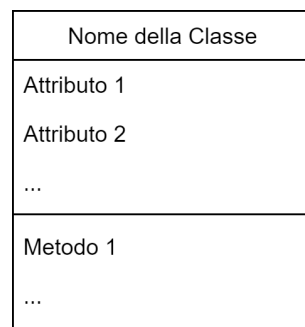 Nome della Classe
Attributo 1
Attributo 2
...
Metodo 1
...